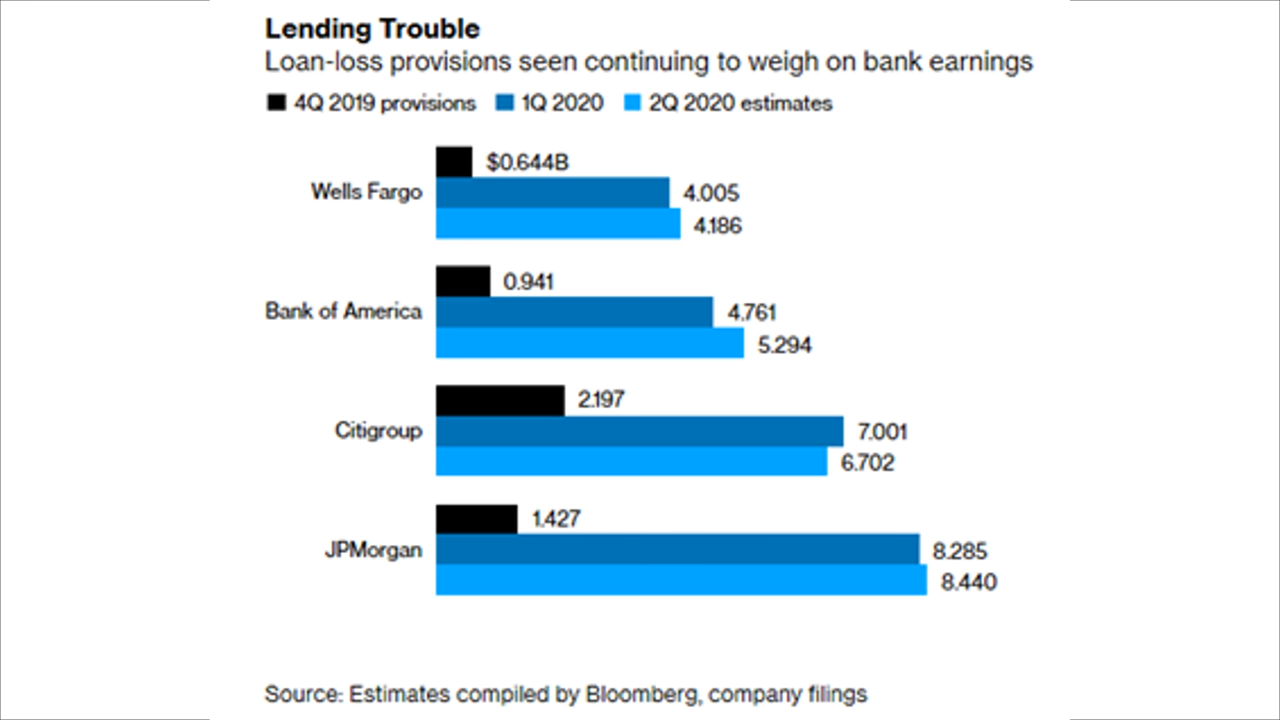 Lending Trouble
Loan-loss provisions seen continuing to weigh on bank earnings
4Q 2019 provisions 1Q 2020 2Q 2020 estimates
$0.644B
Wells Fargo 4.005
4.186
0.941
Bank of America 4.761
5.294
2.197
Citigroup 7.001
6.702
1.427
JPMorgan 8.285
8.440
Source: Estimates compiled by Bloomberg, company filings